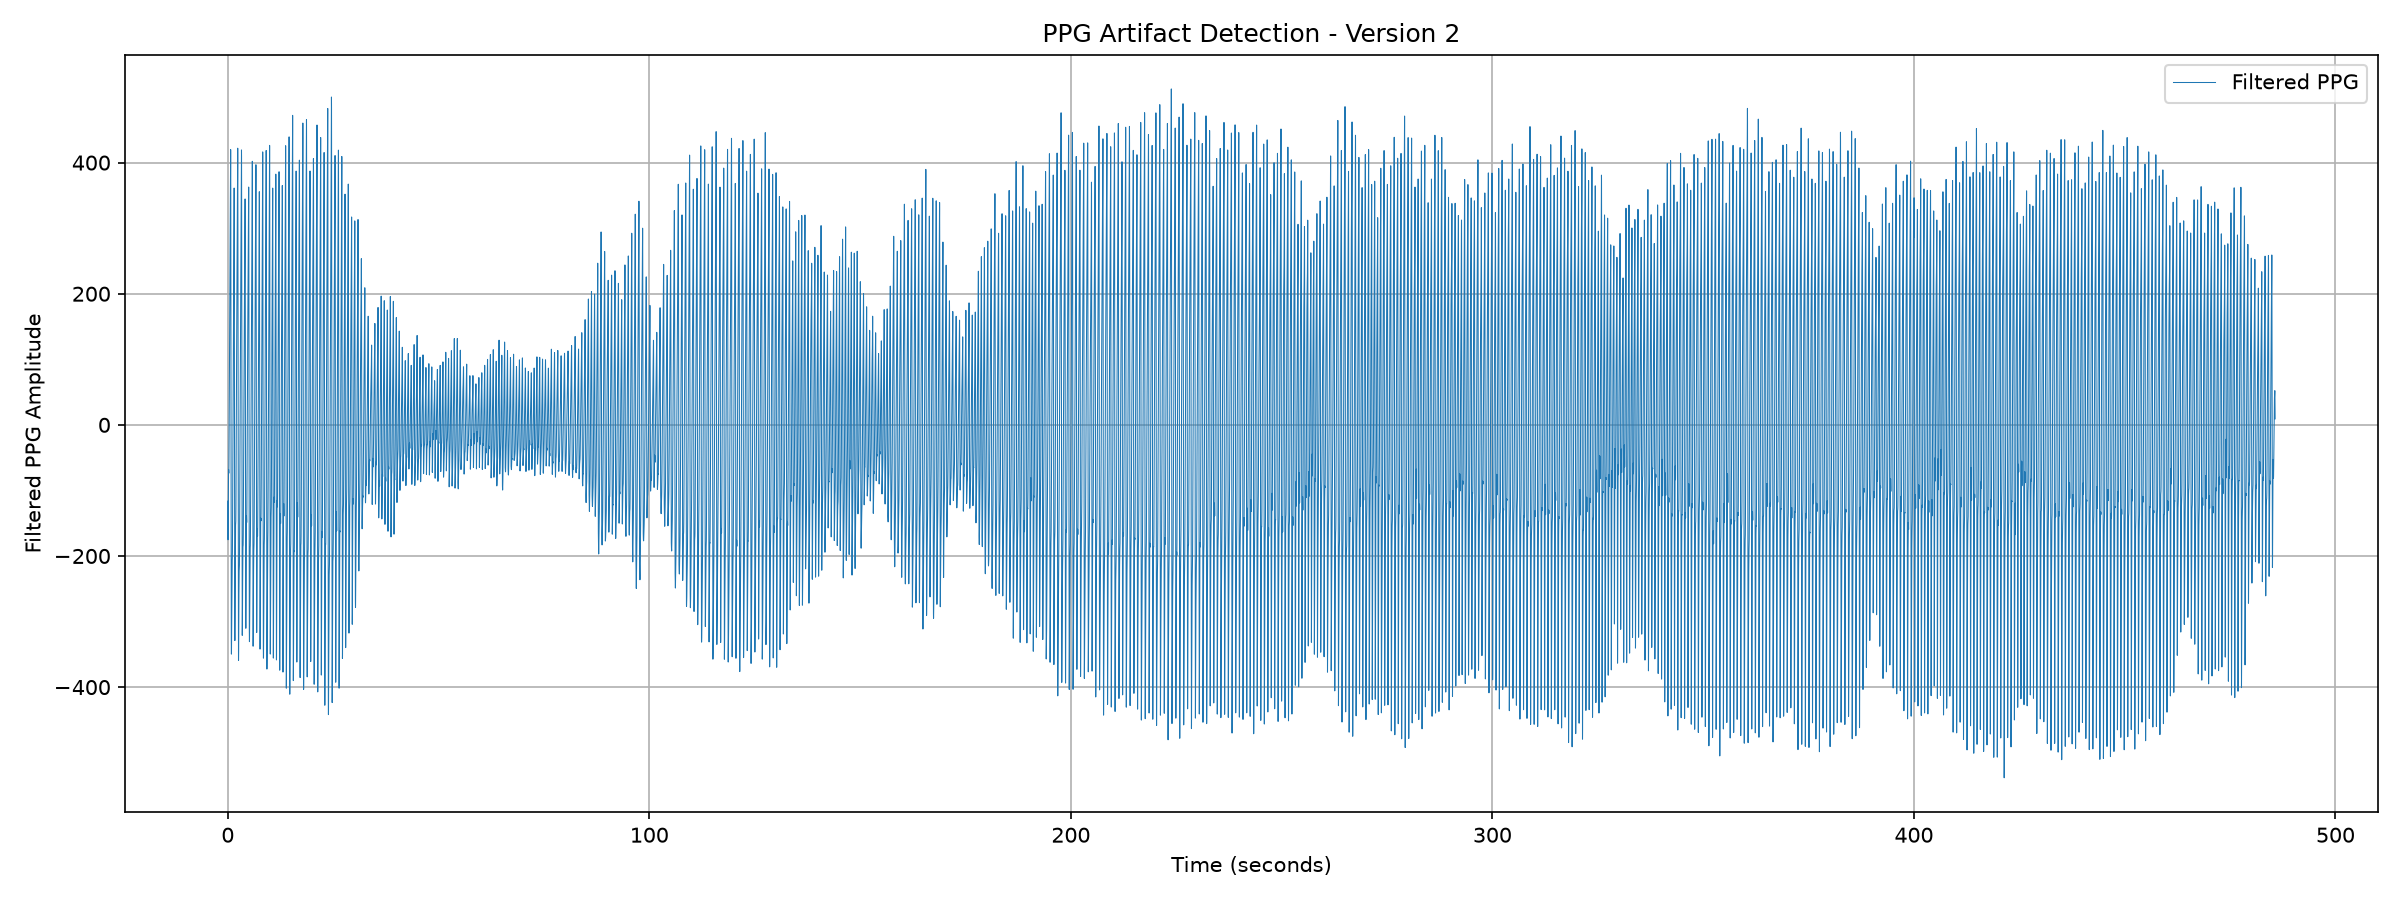 PPG Artifact Detection - Version 2
Filtered PPG
Filtered PPG Amplitude
400
200
0
−200
−400
0 100 200 300 400 500
Time (seconds)